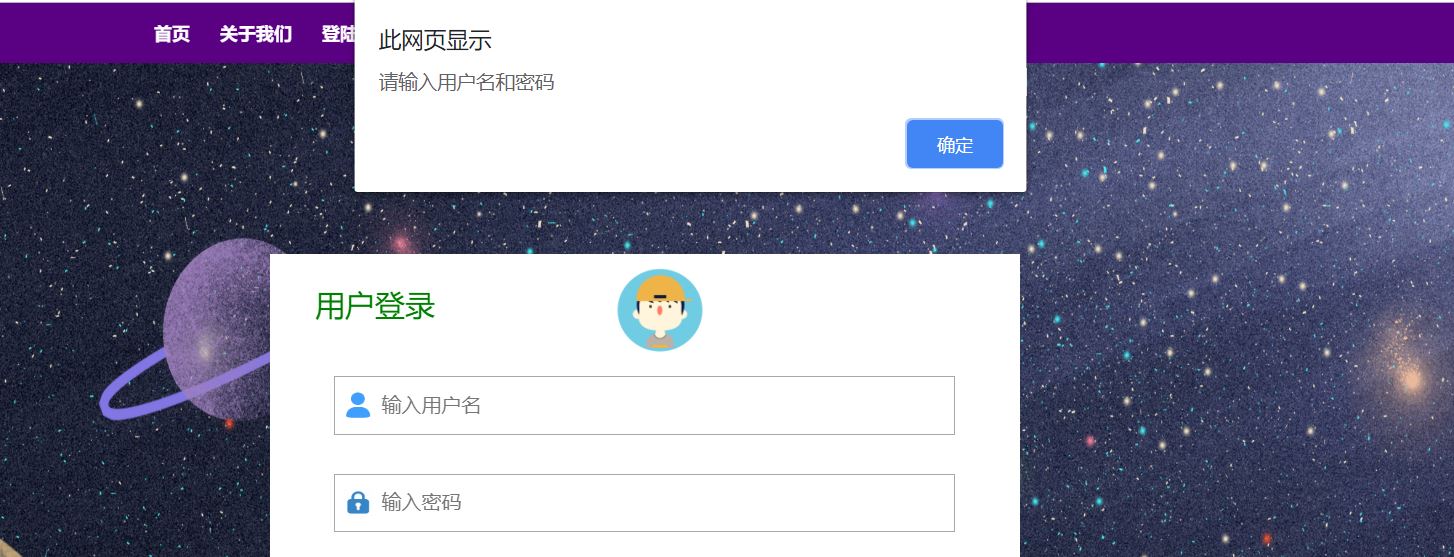 首页 关于我们 登陆
此网页显示
请输入用户名和密码
确定
用户登录
输入用户名
输入密码